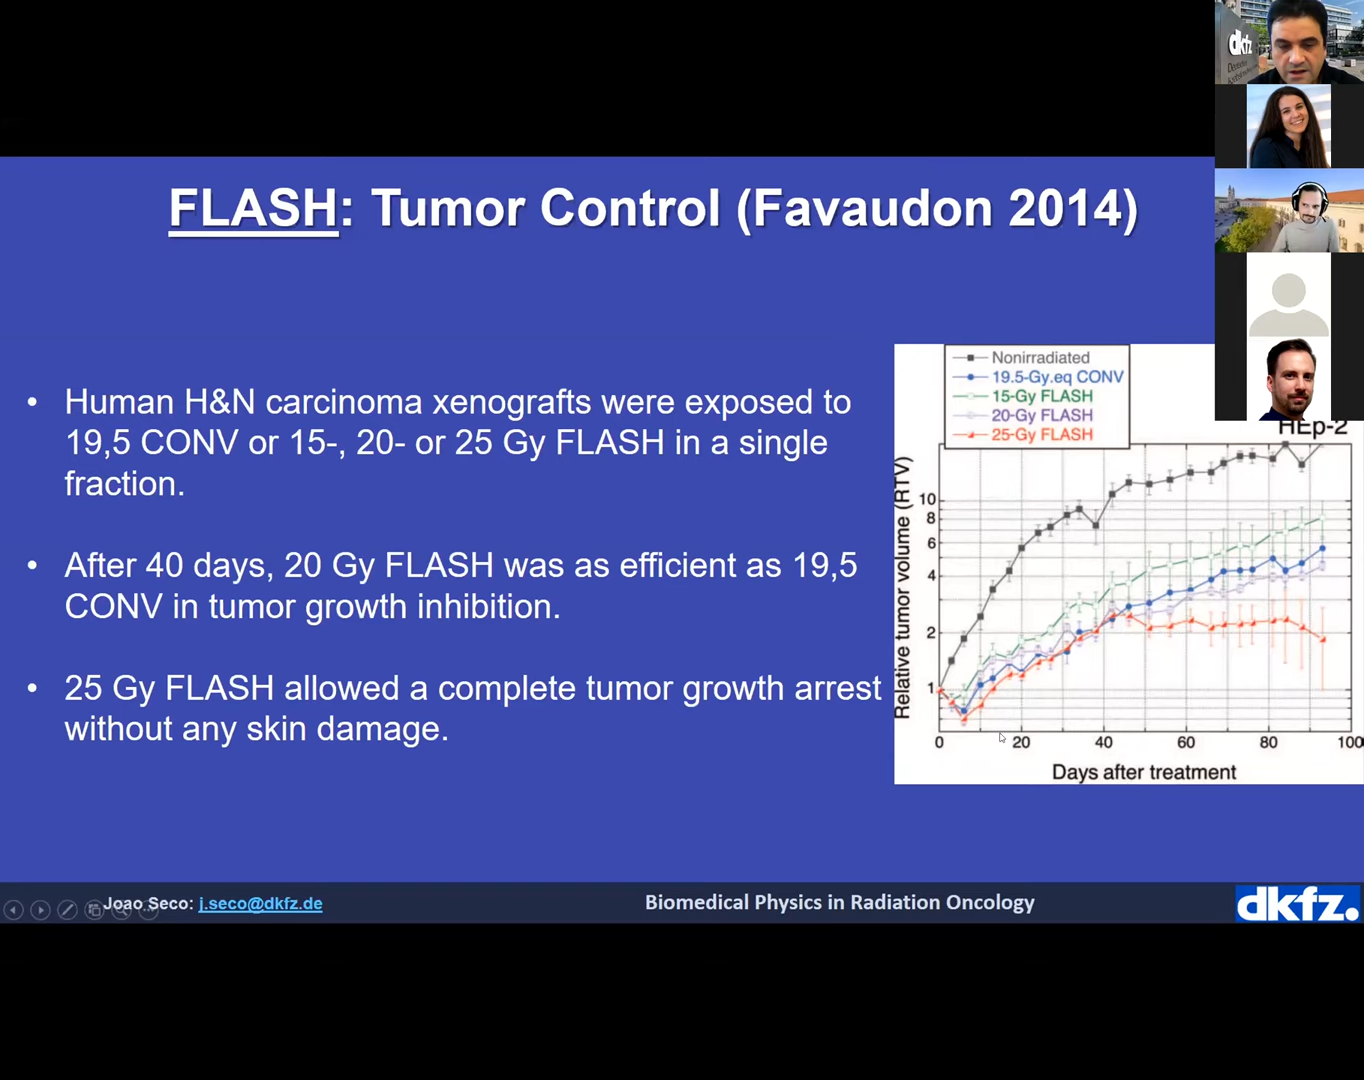 dkfz
FLASH: Tumor Control (Favaudon 2014)
• Human H&N carcinoma xenografts were exposed to
19,5 CONV or 15-, 20- or 25 Gy FLASH in a single
fraction.
• After 40 days, 20 Gy FLASH was as efficient as 19,5
CONV in tumor growth inhibition.
• 25 Gy FLASH allowed a complete tumor growth arrest
without any skin damage.
Nonirradiated
19.5-Gy.eq CONV
15-Gy FLASH
20-Gy FLASH
25-Gy FLASH
HEp-2
Relative tumor volume (RTV)
10
8
6
4
2
1
0 20 40 60 80 100
Days after treatment
Joao Seco: j.seco@dkfz.de
Biomedical Physics in Radiation Oncology
dkfz.